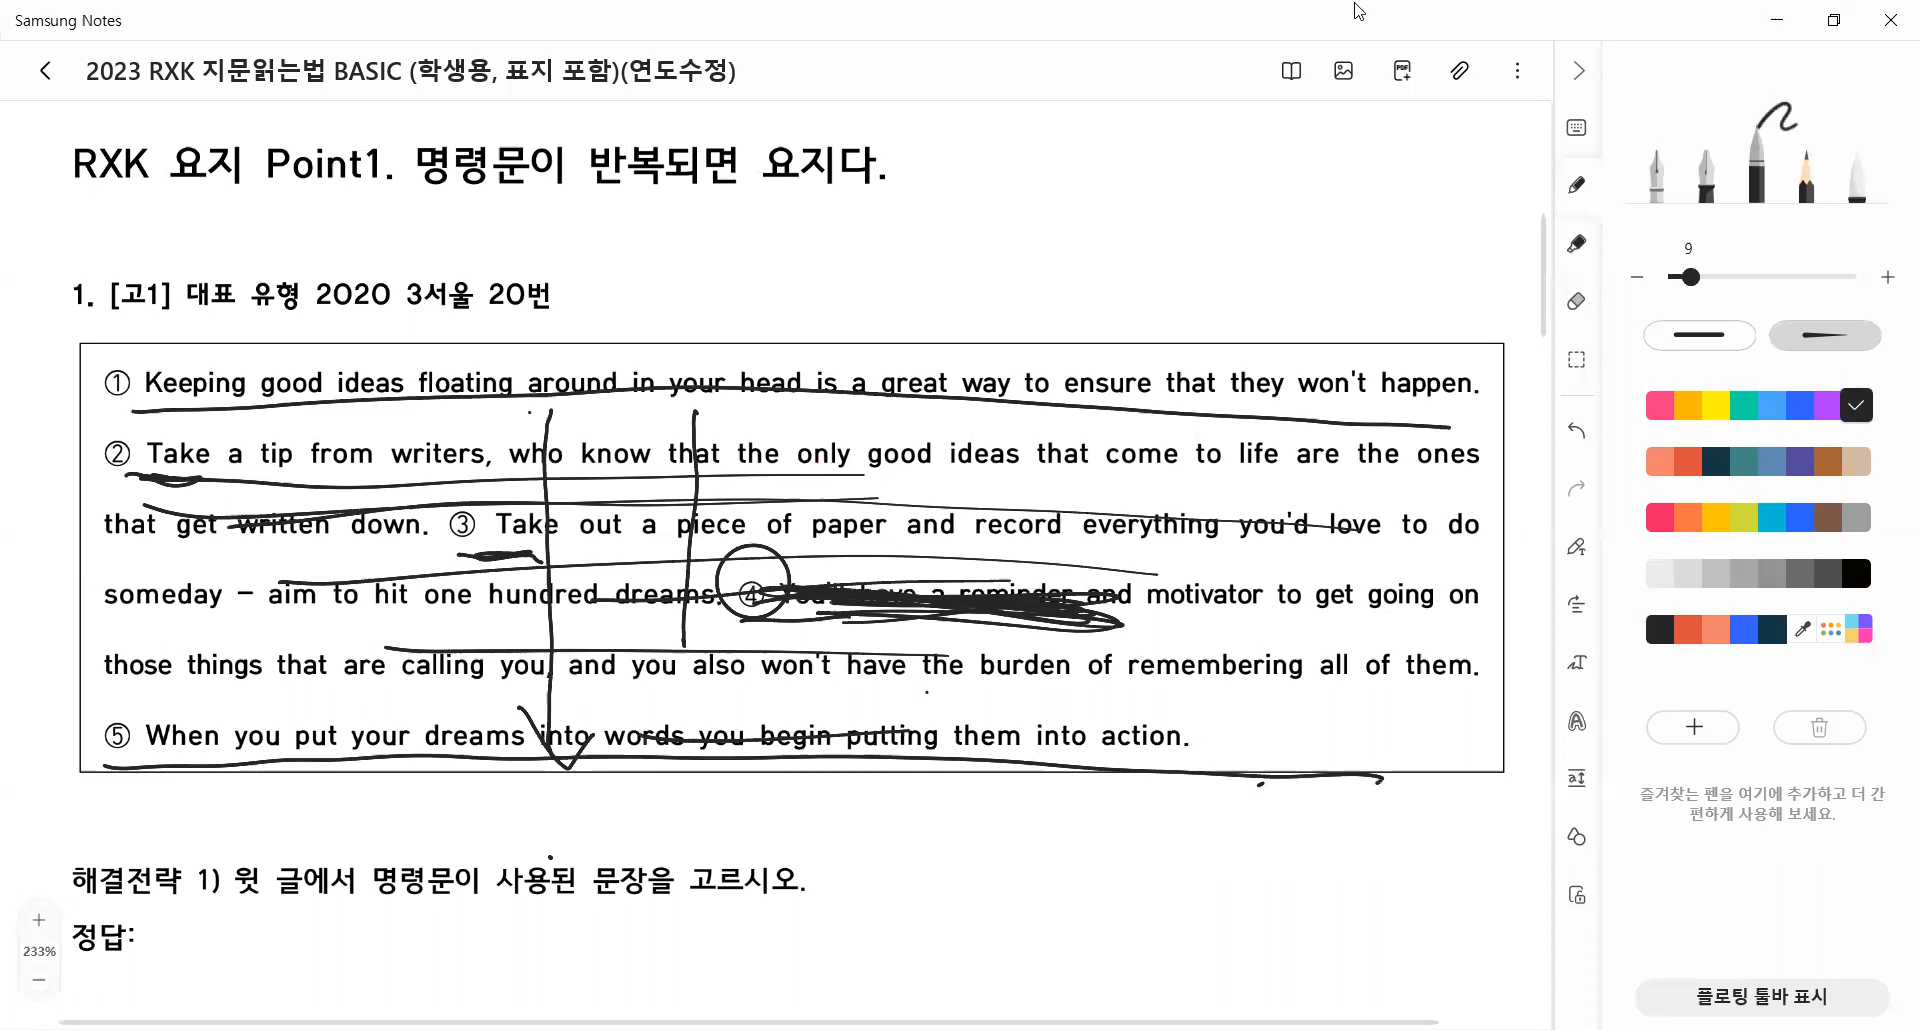 Samsung Notes
2023 RXK 지문읽는법 BASIC (학생용, 표지 포함)(연도수정)
PDF
RXK 요지 Point1. 명령문이 반복되면 요지다.
9
1. [고1] 대표 유형 2020 3서울 20번
① Keeping good ideas floating around in your head is a great way to ensure that they won't happen.
② Take a tip from writers, who know that the only good ideas that come to life are the ones
that get written down. ③ Take out a piece of paper and record everything you'd love to do
someday – aim to hit one hundred dreams. ④ You'll have a reminder and motivator to get going on
those things that are calling you, and you also won't have the burden of remembering all of them.
⑤ When you put your dreams into words you begin putting them into action.
즐겨찾는 펜을 여기에 추가하고 더 간
편하게 사용해 보세요.
해결전략 1) 윗 글에서 명령문이 사용된 문장을 고르시오.
정답:
233%
플로팅 툴바 표시